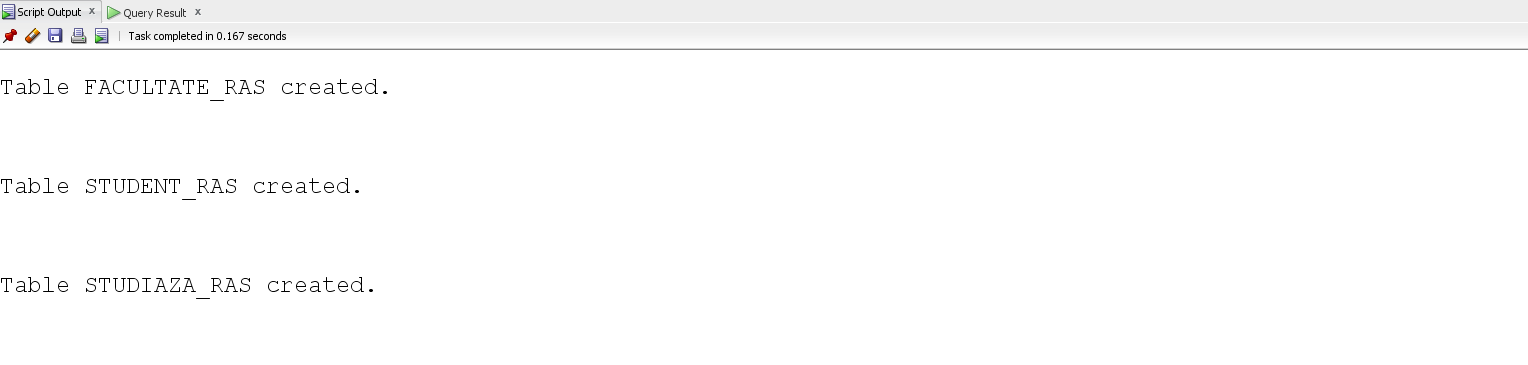 Script Output x Query Result x
Task completed in 0.167 seconds
Table FACULTATE_RAS created.
Table STUDENT_RAS created.
Table STUDIAZA_RAS created.